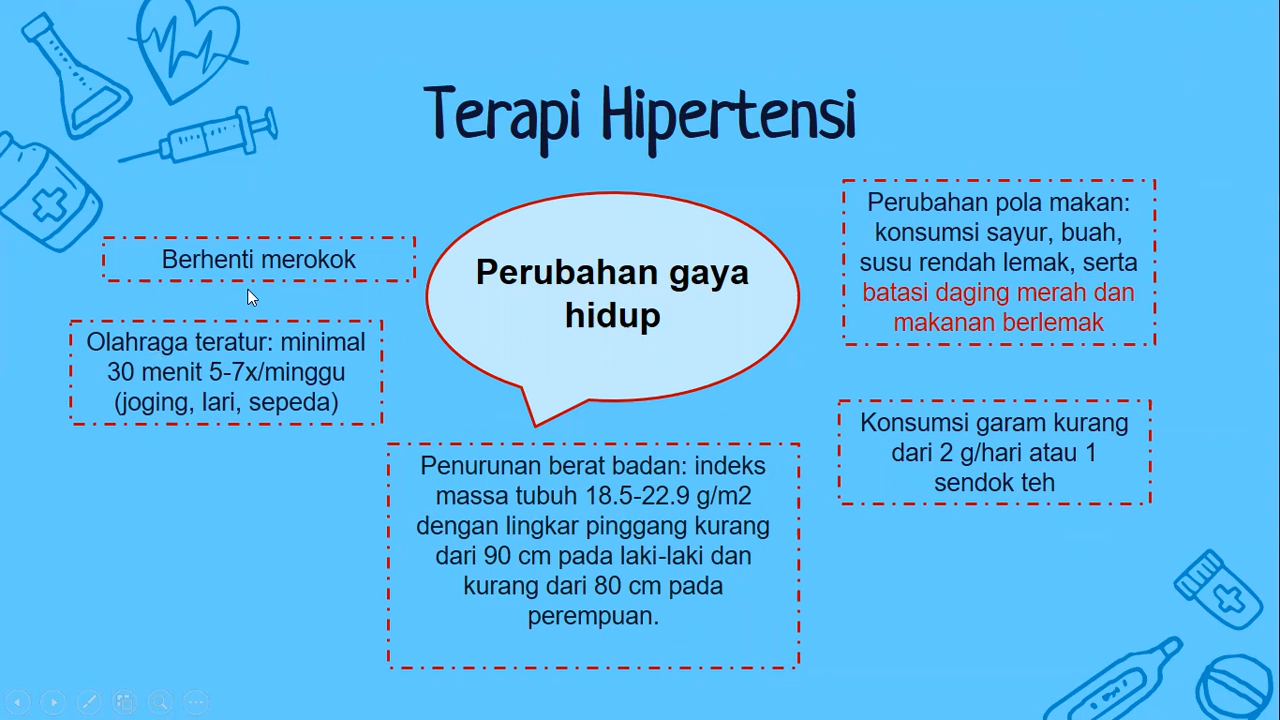 Terapi Hipertensi
Perubahan gaya
hidup
Berhenti merokok
Olahraga teratur: minimal
30 menit 5-7x/minggu
(joging, lari, sepeda)
Penurunan berat badan: indeks
massa tubuh 18.5-22.9 g/m2
dengan lingkar pinggang kurang
dari 90 cm pada laki-laki dan
kurang dari 80 cm pada
perempuan.
Perubahan pola makan:
konsumsi sayur, buah,
susu rendah lemak, serta
batasi daging merah dan
makanan berlemak
Konsumsi garam kurang
dari 2 g/hari atau 1
sendok teh